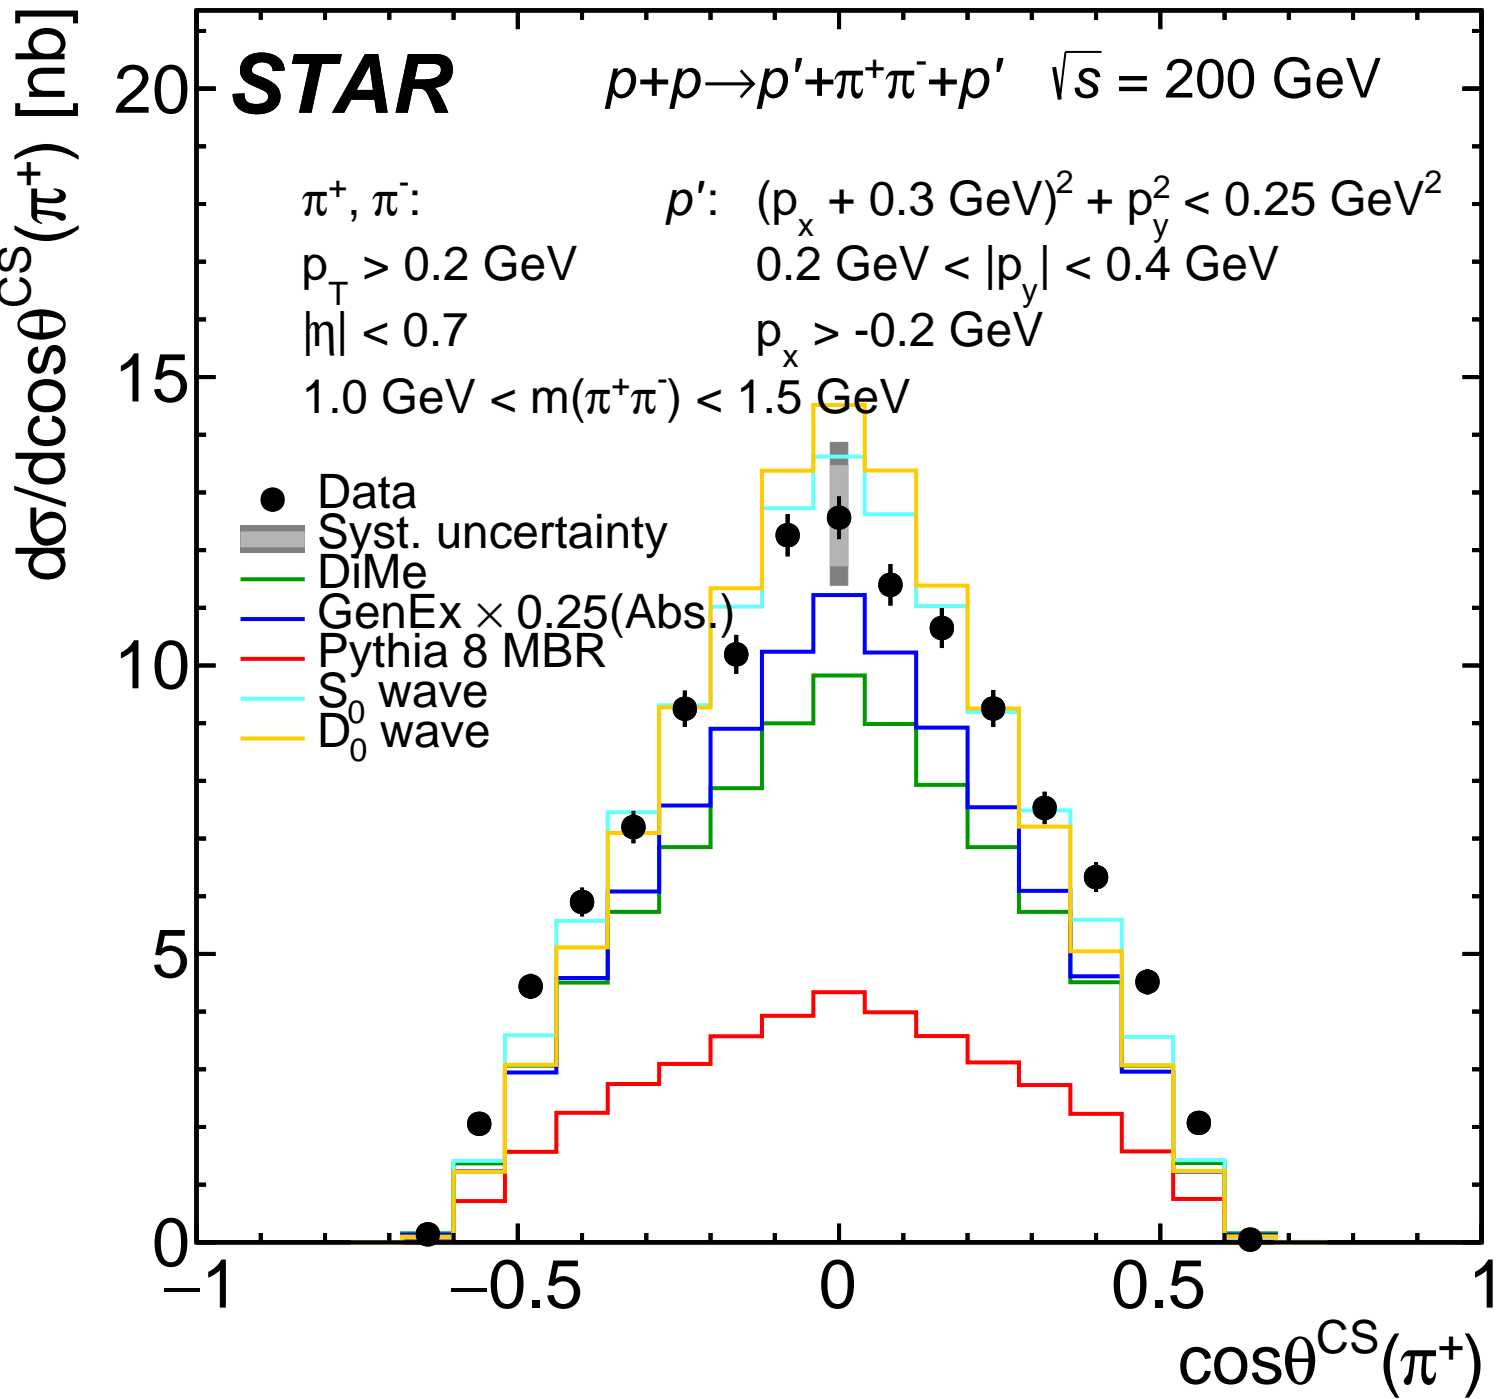 STAR p+p→p′+π⁺π⁻+p′ √s = 200 GeV
π⁺, π⁻: p′: (pₓ + 0.3 GeV)² + p_y² < 0.25 GeV²
p_T > 0.2 GeV 0.2 GeV < |p_y| < 0.4 GeV
|η| < 0.7 pₓ > -0.2 GeV
1.0 GeV < m(π⁺π⁻) < 1.5 GeV
Data
Syst. uncertainty
DiMe
GenEx × 0.25(Abs.)
Pythia 8 MBR
S₀ wave
D₀ wave
dσ/dcosθ^CS(π⁺) [nb]
20
15
10
5
0
−1 −0.5 0 0.5 1
cosθ^CS(π⁺)